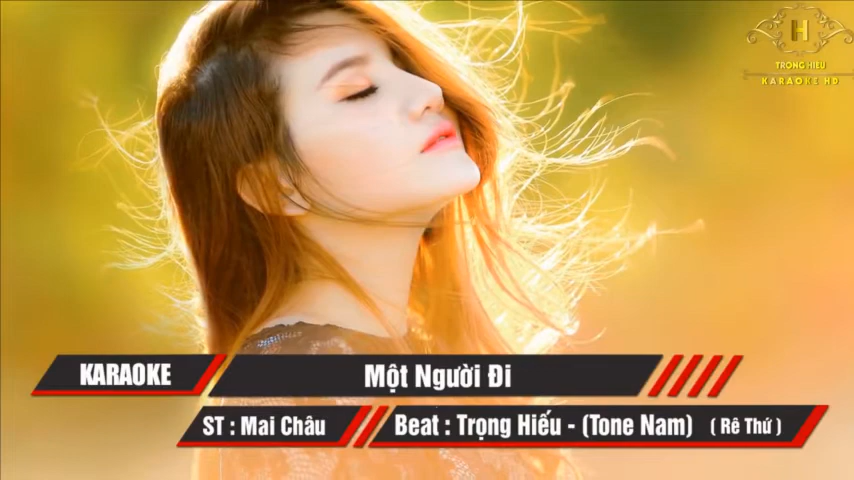 H
TRỌNG HIẾU
KARAOKE HD
KARAOKE
Một Người Đi
ST : Mai Châu
Beat : Trọng Hiếu - (Tone Nam) ( Rê Thứ )